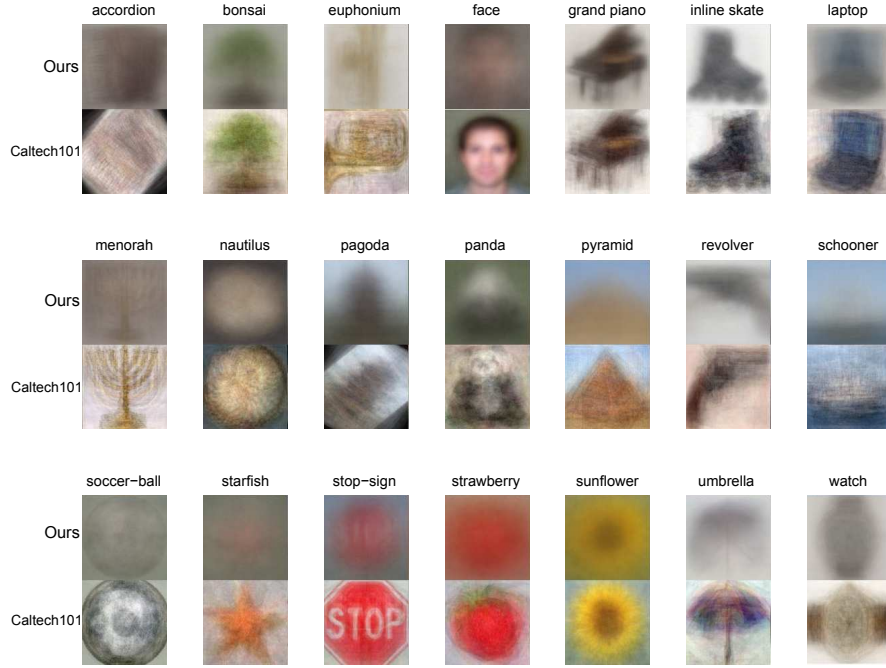 accordion bonsai euphonium face grand piano inline skate laptop
Ours
Caltech101
menorah nautilus pagoda panda pyramid revolver schooner
Ours
Caltech101
soccer−ball starfish stop−sign strawberry sunflower umbrella watch
Ours
Caltech101
STOP